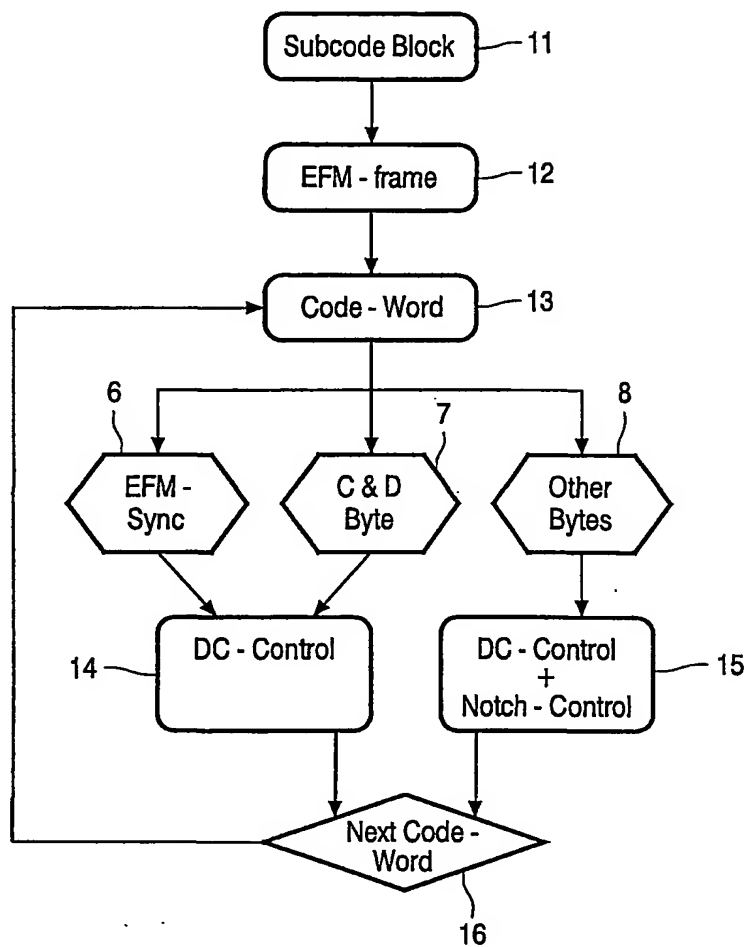 Subcode Block
11
EFM - frame
12
Code - Word
13
6
7
8
EFM -
Sync
C & D
Byte
Other
Bytes
14
DC - Control
DC - Control
+
Notch - Control
15
Next Code -
Word
16